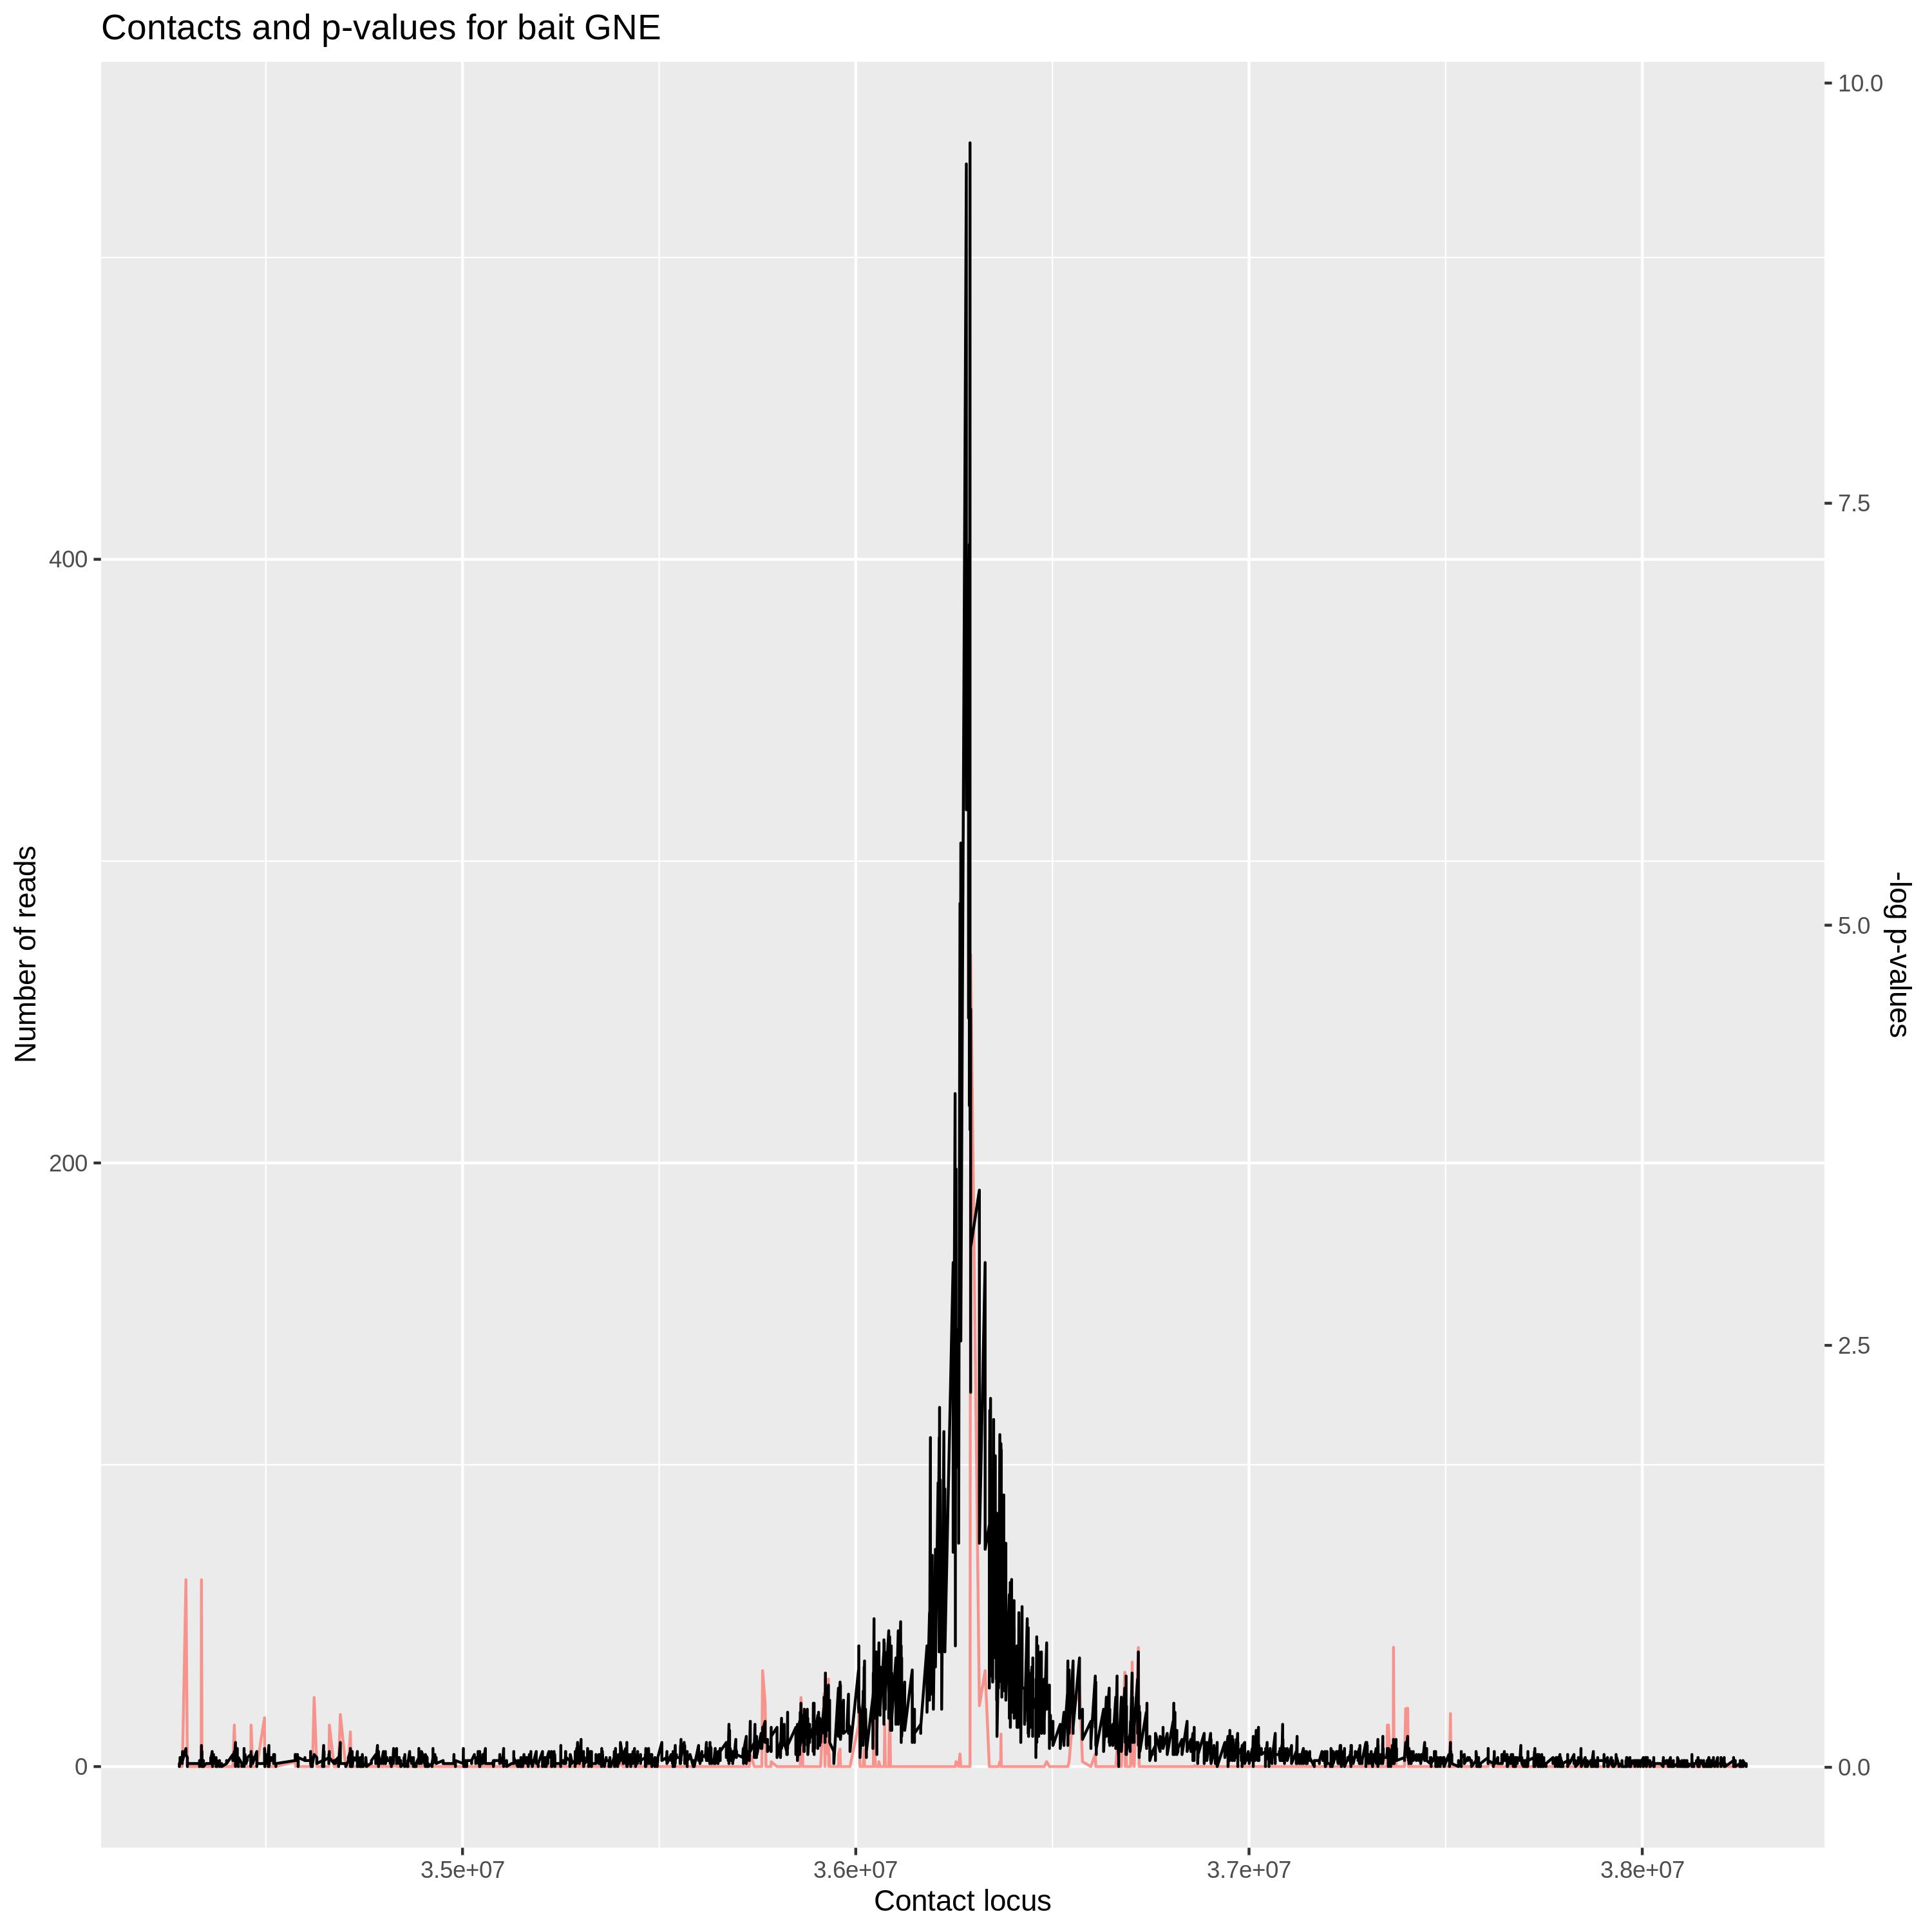 Contacts and p-values for bait GNE
10.0
7.5
400
5.0
Number of reads
-log p-values
200
2.5
0
0.0
3.5e+07
3.6e+07
3.7e+07
3.8e+07
Contact locus